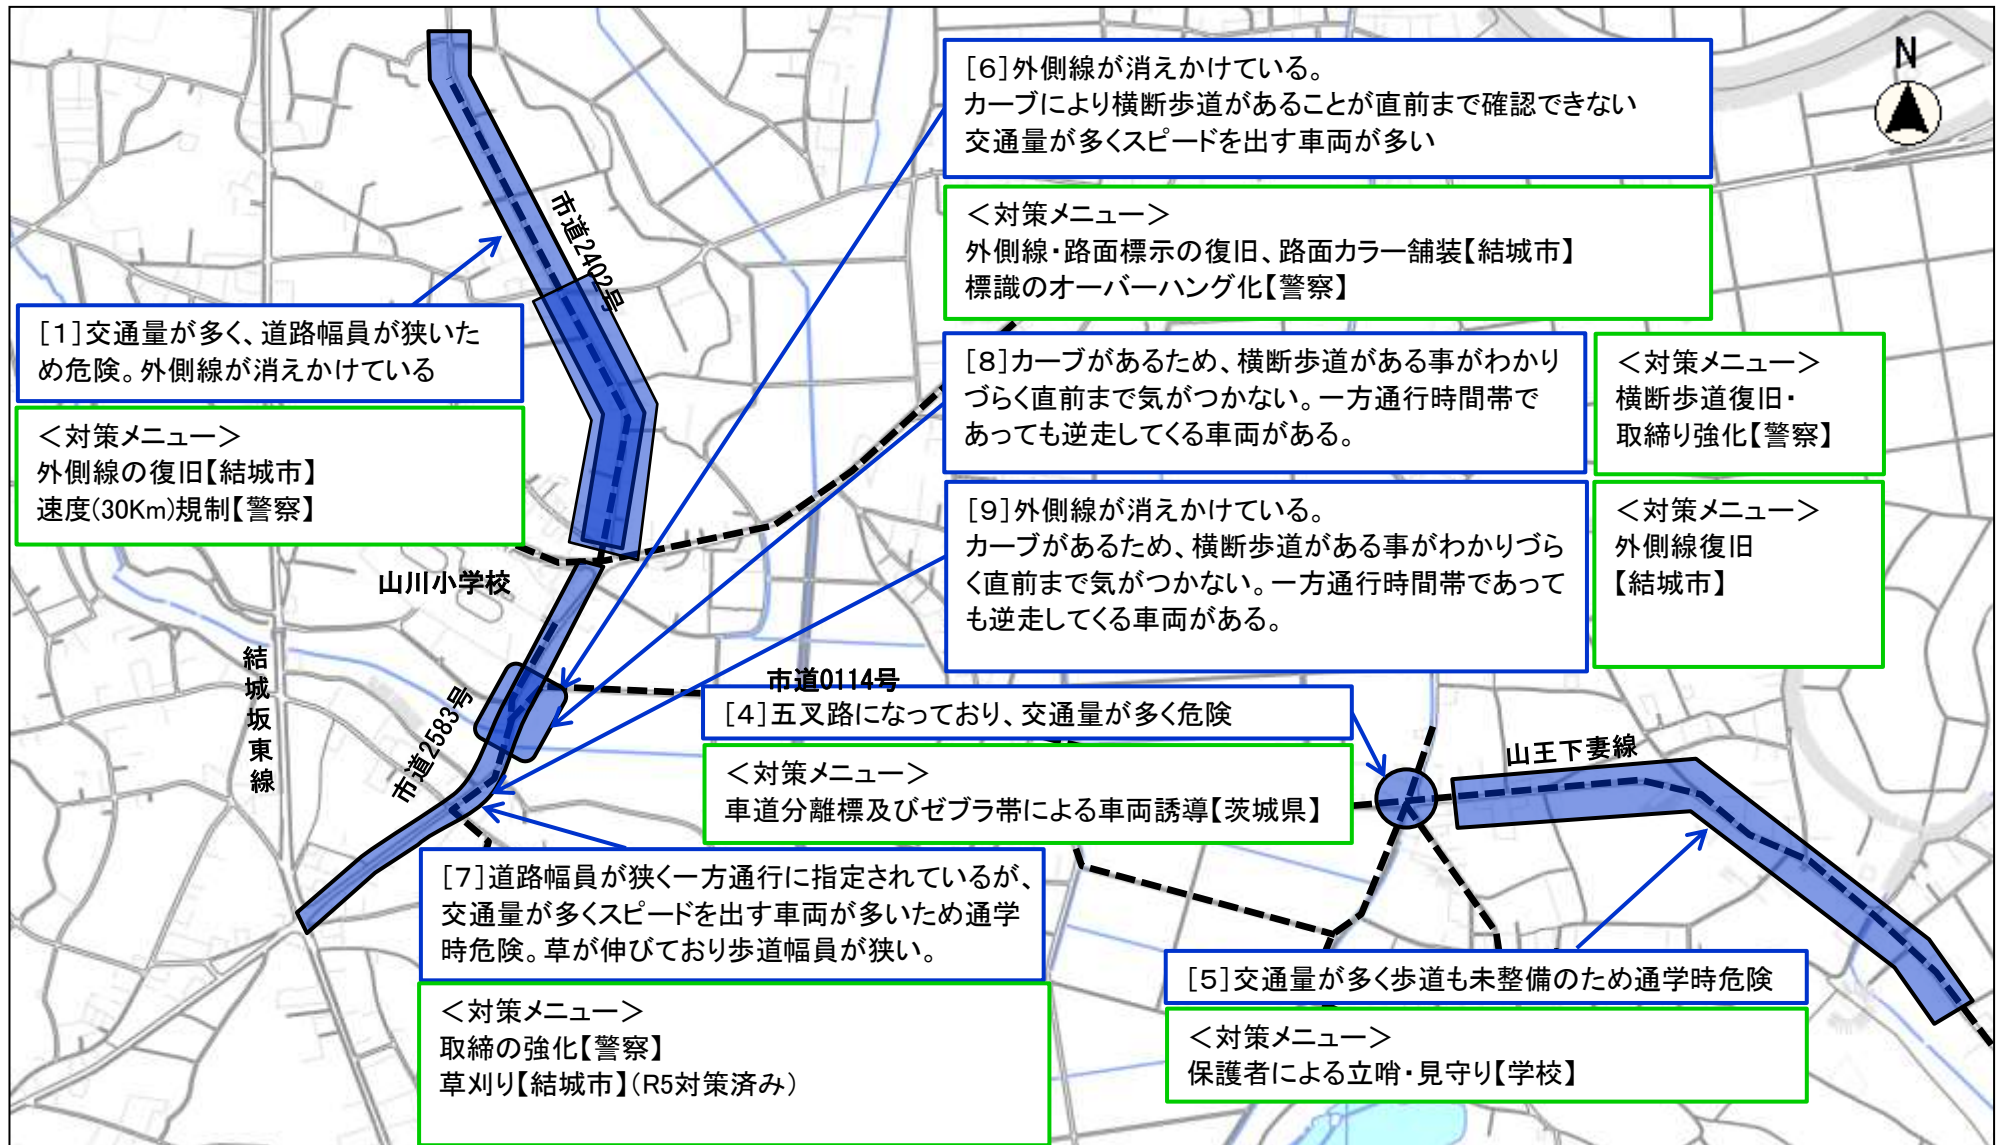 N
[6]外側線が消えかけている。
カーブにより横断歩道があることが直前まで確認できない
交通量が多くスピードを出す車両が多い
＜対策メニュー＞
外側線・路面標示の復旧、路面カラー舗装【結城市】
標識のオーバーハング化【警察】
市道2402号
[1]交通量が多く、道路幅員が狭いた
め危険。外側線が消えかけている
＜対策メニュー＞
外側線の復旧【結城市】
速度(30Km)規制【警察】
[8]カーブがあるため、横断歩道がある事がわかり
づらく直前まで気がつかない。一方通行時間帯で
あっても逆走してくる車両がある。
＜対策メニュー＞
横断歩道復旧・
取締り強化【警察】
[9]外側線が消えかけている。
カーブがあるため、横断歩道がある事がわかりづら
く直前まで気がつかない。一方通行時間帯であって
も逆走してくる車両がある。
＜対策メニュー＞
外側線復旧
【結城市】
山川小学校
結城坂東線
市道2583号
市道0114号
[4]五叉路になっており、交通量が多く危険
＜対策メニュー＞
車道分離標及びゼブラ帯による車両誘導【茨城県】
山王下妻線
[7]道路幅員が狭く一方通行に指定されているが、
交通量が多くスピードを出す車両が多いため通学
時危険。草が伸びており歩道幅員が狭い。
＜対策メニュー＞
取締の強化【警察】
草刈り【結城市】(R5対策済み)
[5]交通量が多く歩道も未整備のため通学時危険
＜対策メニュー＞
保護者による立哨・見守り【学校】